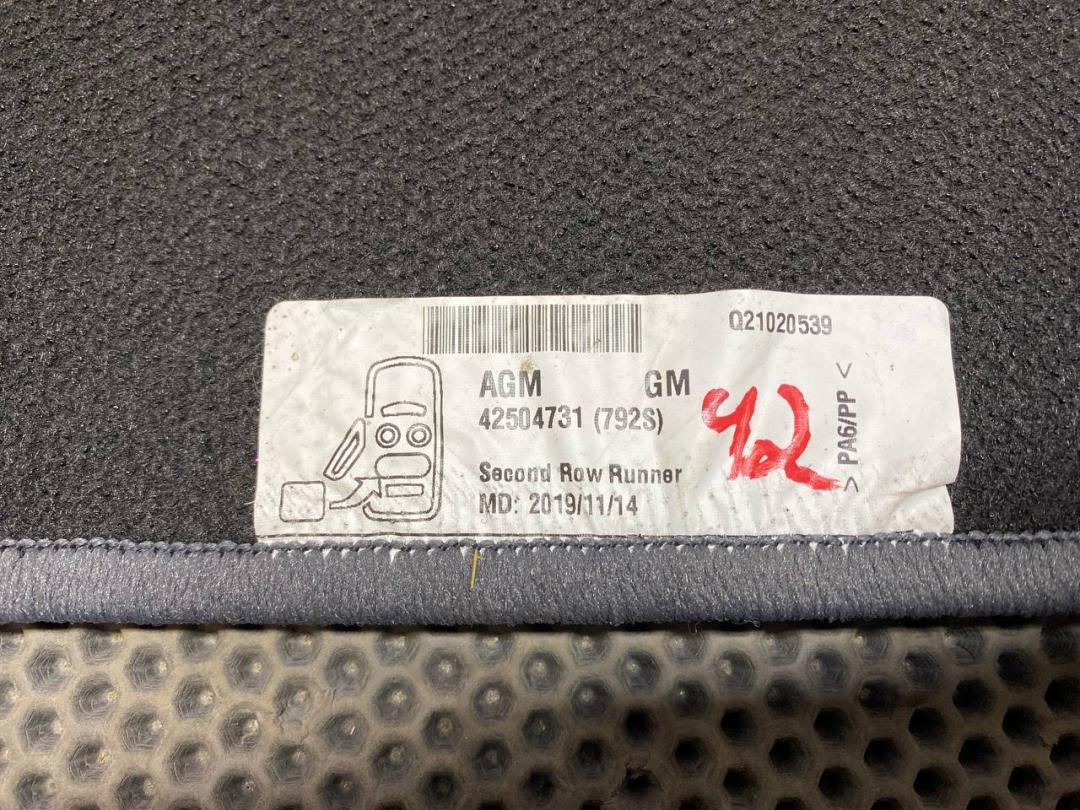 Q21020539
AGM GM
42504731 (792S)
Second Row Runner
MD: 2019/11/14
> PA6/PP <